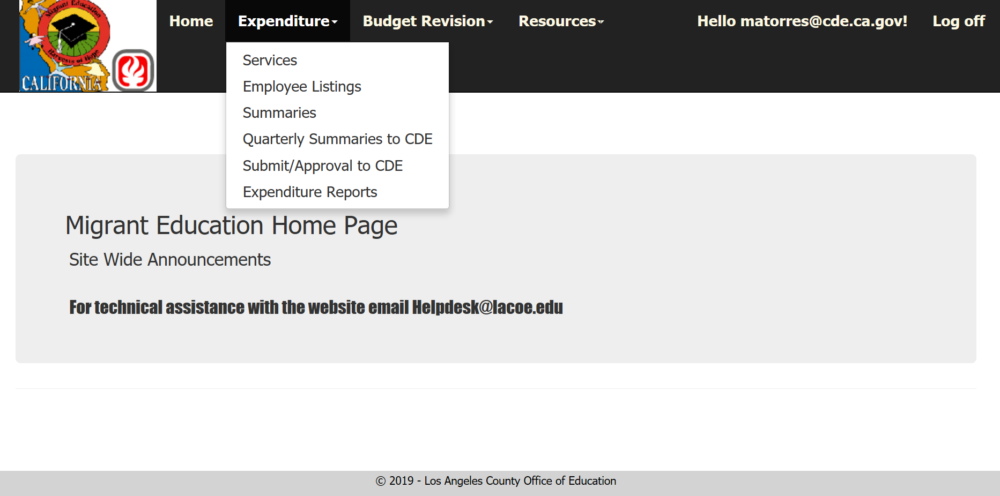 Migrant Education
Harvests of Hope
CALIFORNIA
Home
Expenditure
Budget Revision
Resources
Hello matorres@cde.ca.gov!
Log off
Services
Employee Listings
Summaries
Quarterly Summaries to CDE
Submit/Approval to CDE
Expenditure Reports
Migrant Education Home Page
Site Wide Announcements
For technical assistance with the website email Helpdesk@lacoe.edu
© 2019 - Los Angeles County Office of Education